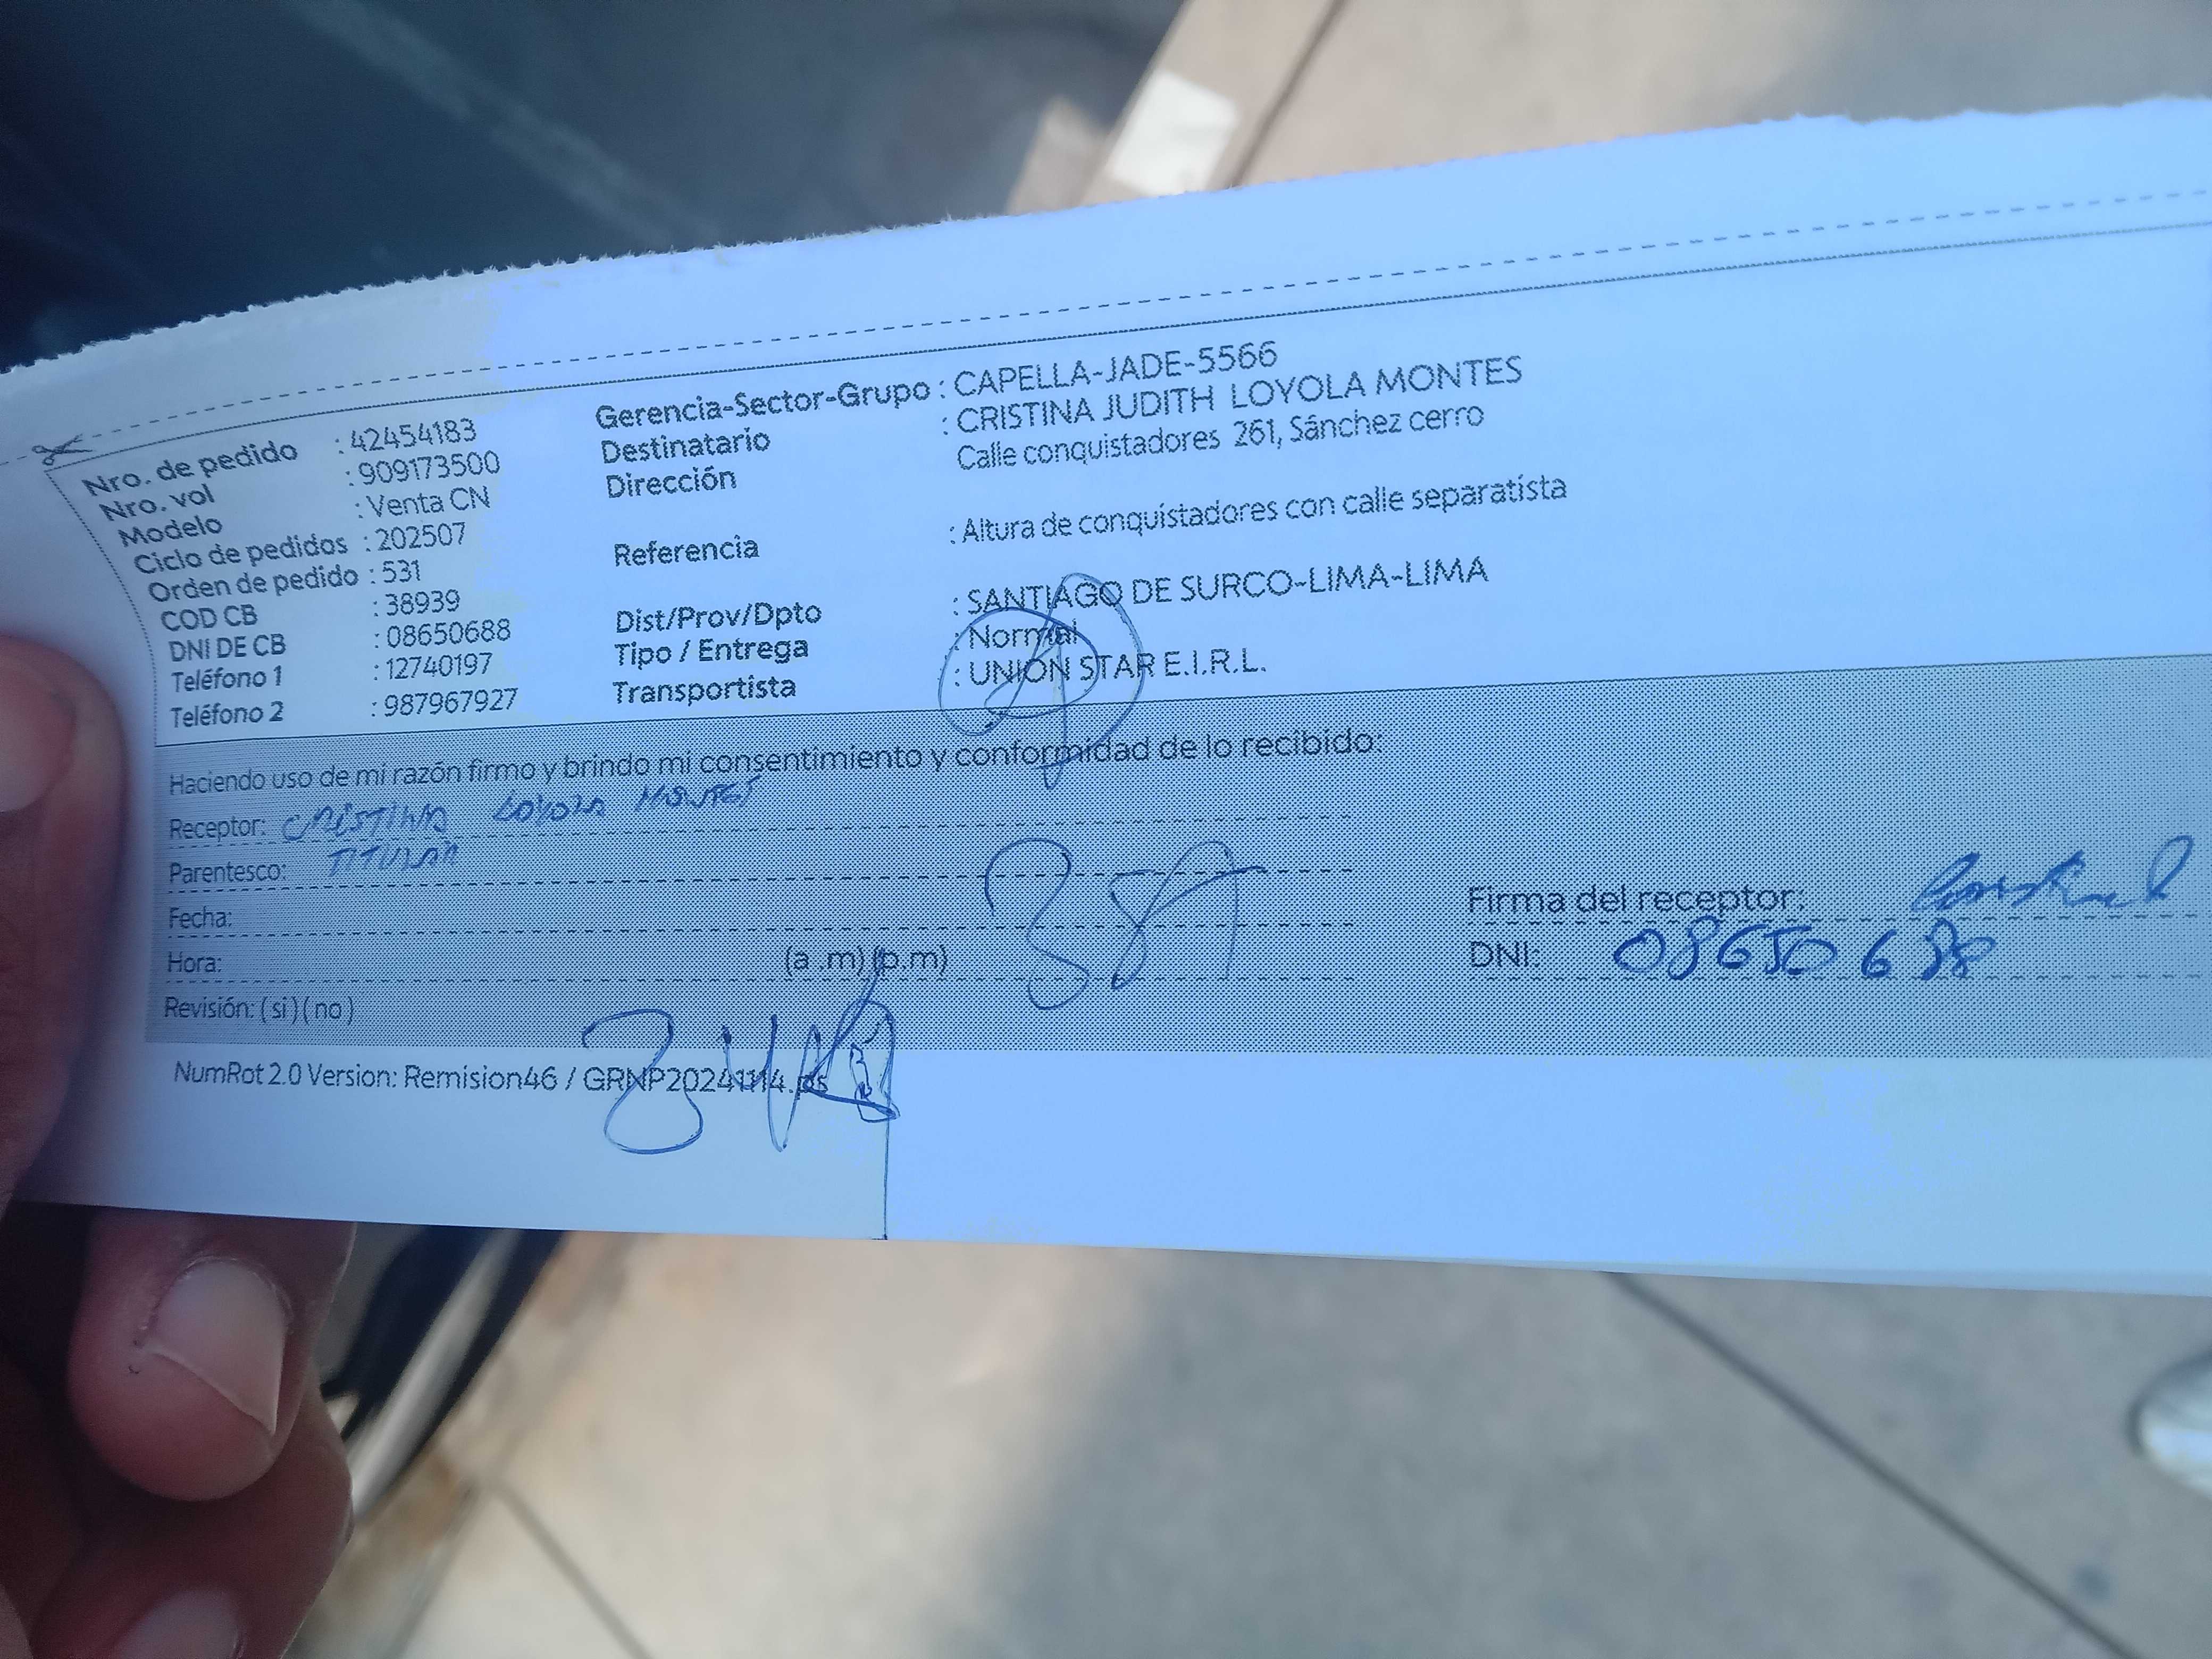 Nro. de pedido : 42454183
Nro. vol : 909173500
Modelo : Venta CN
Ciclo de pedidos : 202507
Orden de pedido : 531
COD CB : 38939
DNI DE CB : 08650688
Teléfono 1 : 12740197
Teléfono 2 : 987967927
Gerencia-Sector-Grupo : CAPELLA-JADE-5566
Destinatario : CRISTINA JUDITH LOYOLA MONTES
Dirección Calle conquistadores 261, Sánchez cerro
Referencia : Altura de conquistadores con calle separatista
Dist/Prov/Dpto : SANTIAGO DE SURCO-LIMA-LIMA
Tipo / Entrega : Normal
Transportista : UNION STAR E.I.R.L.
Haciendo uso de mi razón firmo y brindo mi consentimiento y conformidad de lo recibido:
Receptor: CRISTINA LOYOLA MONTES
Parentesco: TITULAR
Fecha:
Hora: (a .m) (p.m)
Revisión: ( si ) ( no )
Firma del receptor:
DNI: 08650688
NumRot 2.0 Version: Remision46 / GRNP20241114.ps